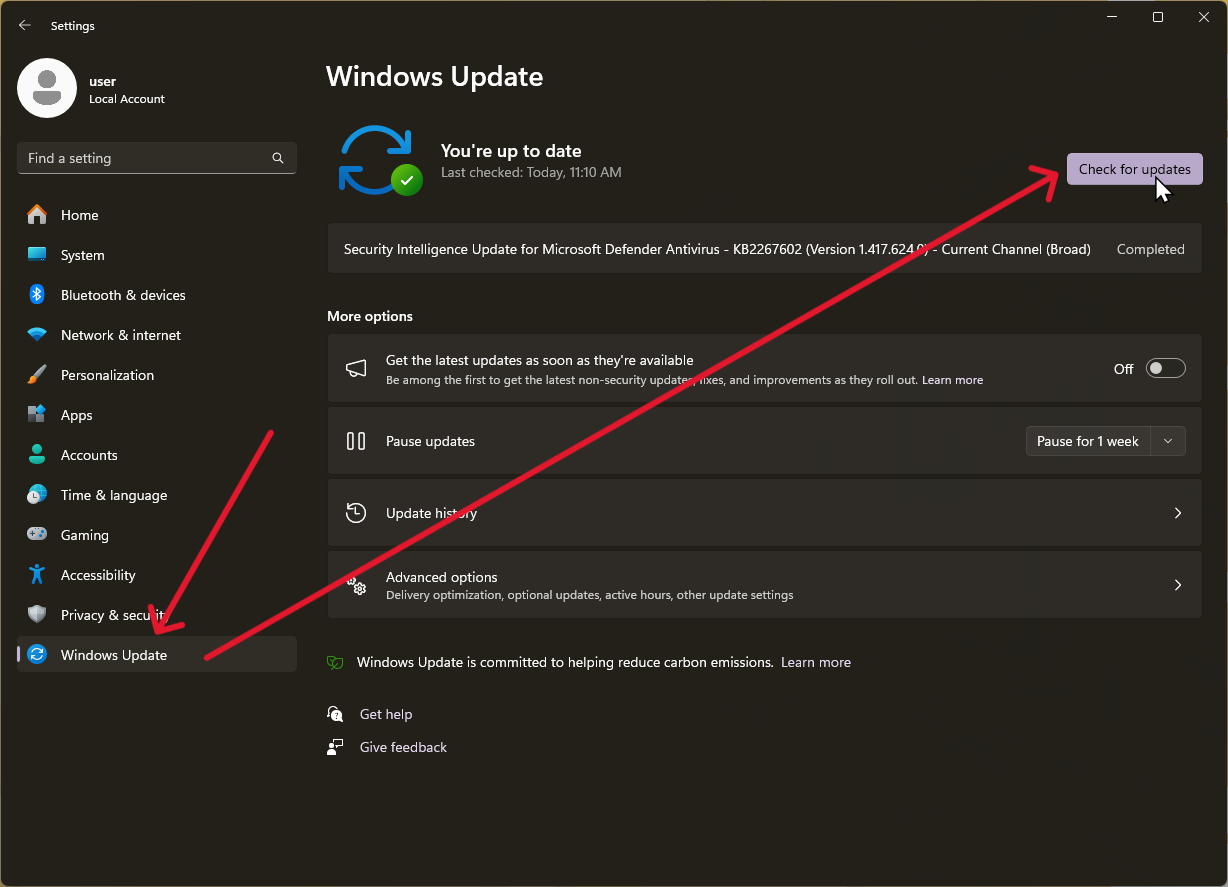 Settings
user
Local Account
Find a setting
Home
System
Bluetooth & devices
Network & internet
Personalization
Apps
Accounts
Time & language
Gaming
Accessibility
Privacy & security
Windows Update
Windows Update
You're up to date
Last checked: Today, 11:10 AM
Check for updates
Security Intelligence Update for Microsoft Defender Antivirus - KB2267602 (Version 1.417.624.0) - Current Channel (Broad) Completed
More options
Get the latest updates as soon as they're available
Be among the first to get the latest non-security updates, fixes, and improvements as they roll out. Learn more
Off
Pause updates
Pause for 1 week
Update history
Advanced options
Delivery optimization, optional updates, active hours, other update settings
Windows Update is committed to helping reduce carbon emissions. Learn more
Get help
Give feedback